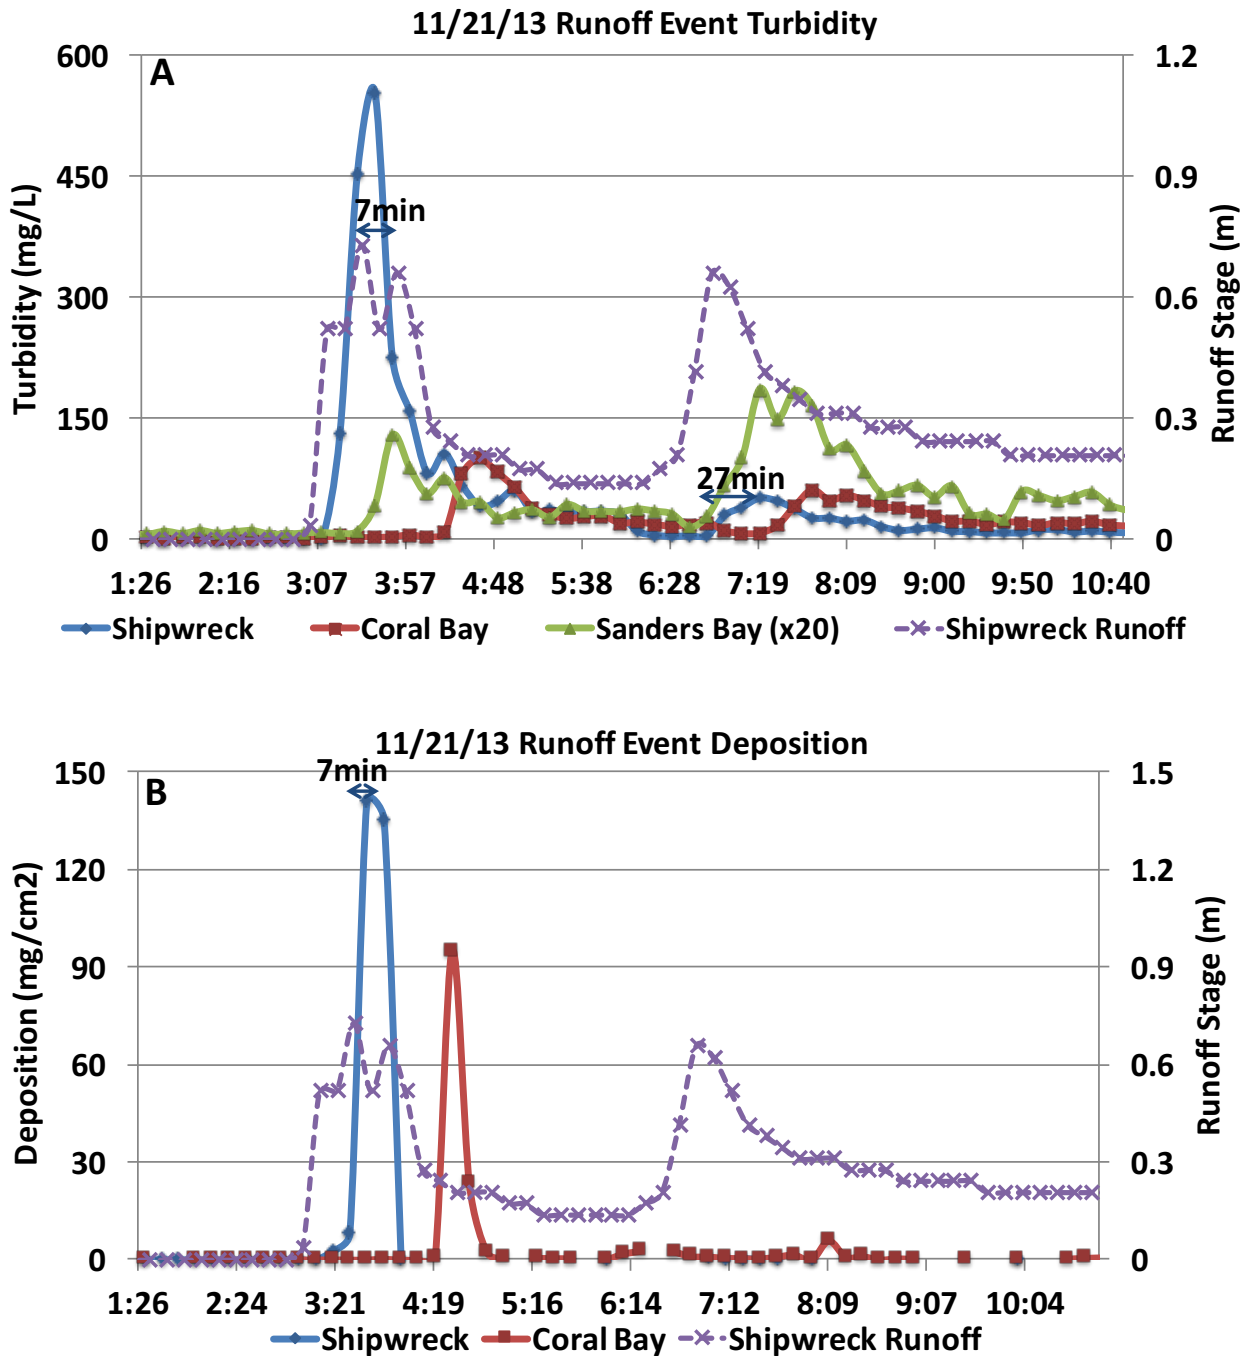 11/21/13 Runoff Event Turbidity
A
Turbidity (mg/L)
600
450
300
150
0
7min
27min
1.2
0.9
0.6
0.3
0
Runoff Stage (m)
1:26 2:16 3:07 3:57 4:48 5:38 6:28 7:19 8:09 9:00 9:50 10:40
Shipwreck Coral Bay Sanders Bay (x20) Shipwreck Runoff
11/21/13 Runoff Event Deposition
7min
B
Deposition (mg/cm2)
150
120
90
60
30
0
1.5
1.2
0.9
0.6
0.3
0
Runoff Stage (m)
1:26 2:24 3:21 4:19 5:16 6:14 7:12 8:09 9:07 10:04
Shipwreck Coral Bay Shipwreck Runoff